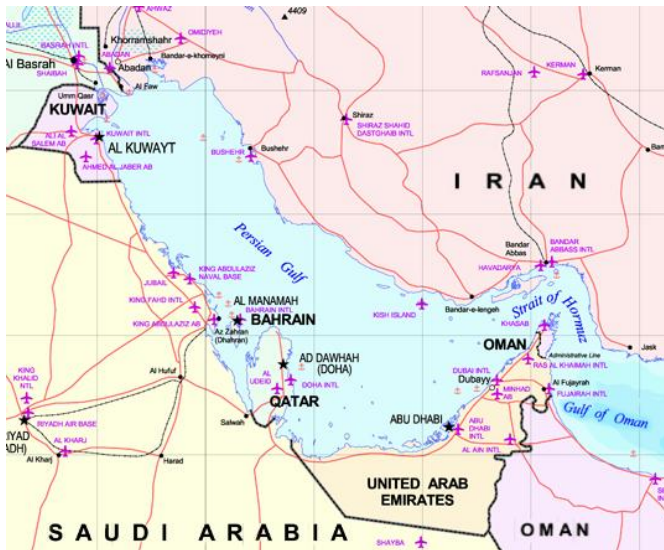 AHWAZ
4409
Khorramshahr
OMIDIYEH
BASRAH INTL
ABADAN
Al Basrah
SHAIBAH
Abadan
Bandar-e-khomeyni
RAFSANJAN
KERMAN
Kerman
Umm Qasr
Al Faw
KUWAIT
Shiraz
SHIRAZ SHAHID
DASTGHAIB INTL
ALI AL
SALEM AB
KUWAIT INTL
AL KUWAYT
BUSHEHR
Bushehr
AHMED AL JABER AB
IRAN
Persian Gulf
Bandar
Abbas
BANDAR
ABBASS INTL
HAVADARYA
JUBAIL
KING ABDULAZIZ
NAVAL BASE
KING FAHD INTL
AL MANAMAH
BAHRAIN INTL
KISH ISLAND
Bandar-e-lengeh
Strait of Hormuz
KING ABDULAZIZ AB
BAHRAIN
KHASAB
Az Zahran
(Dhahran)
OMAN
Jask
Administrative Line
AD DAWHAH
(DOHA)
RAS AL KHAIMAH INTL
KING
KHALID
NTL
Al Hufuf
AL
UDEID
DOHA INTL
DUBAI INTL
Dubayy
MINHAD
AB
Al Fujayrah
FUJAIRAH INTL
QATAR
Gulf of Oman
RIYADH AIR BASE
Salwah
ABU DHABI
ABU
DHABI
INTL
RIYAD
ADH)
AL KHARJ
AL AIN INTL
Al Kharj
Harad
UNITED ARAB
EMIRATES
SAUDI ARABIA
OMAN
SHAYBA